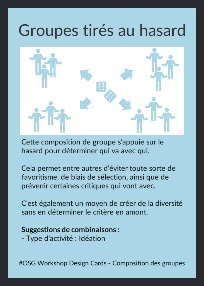 Groupes tirés au hasard
Cette composition de groupe s'appuie sur le
hasard pour déterminer qui va avec qui.
Cela permet entre autres d'éviter toute sorte de
favoritisme, de biais de sélection, ainsi que de
prévenir certaines critiques qui vont avec.
C'est également un moyen de créer de la diversité
sans en déterminer le critère en amont.
Suggestions de combinaisons :
- Type d'activité : Idéation
#OSG Workshop Design Cards - Composition des groupes